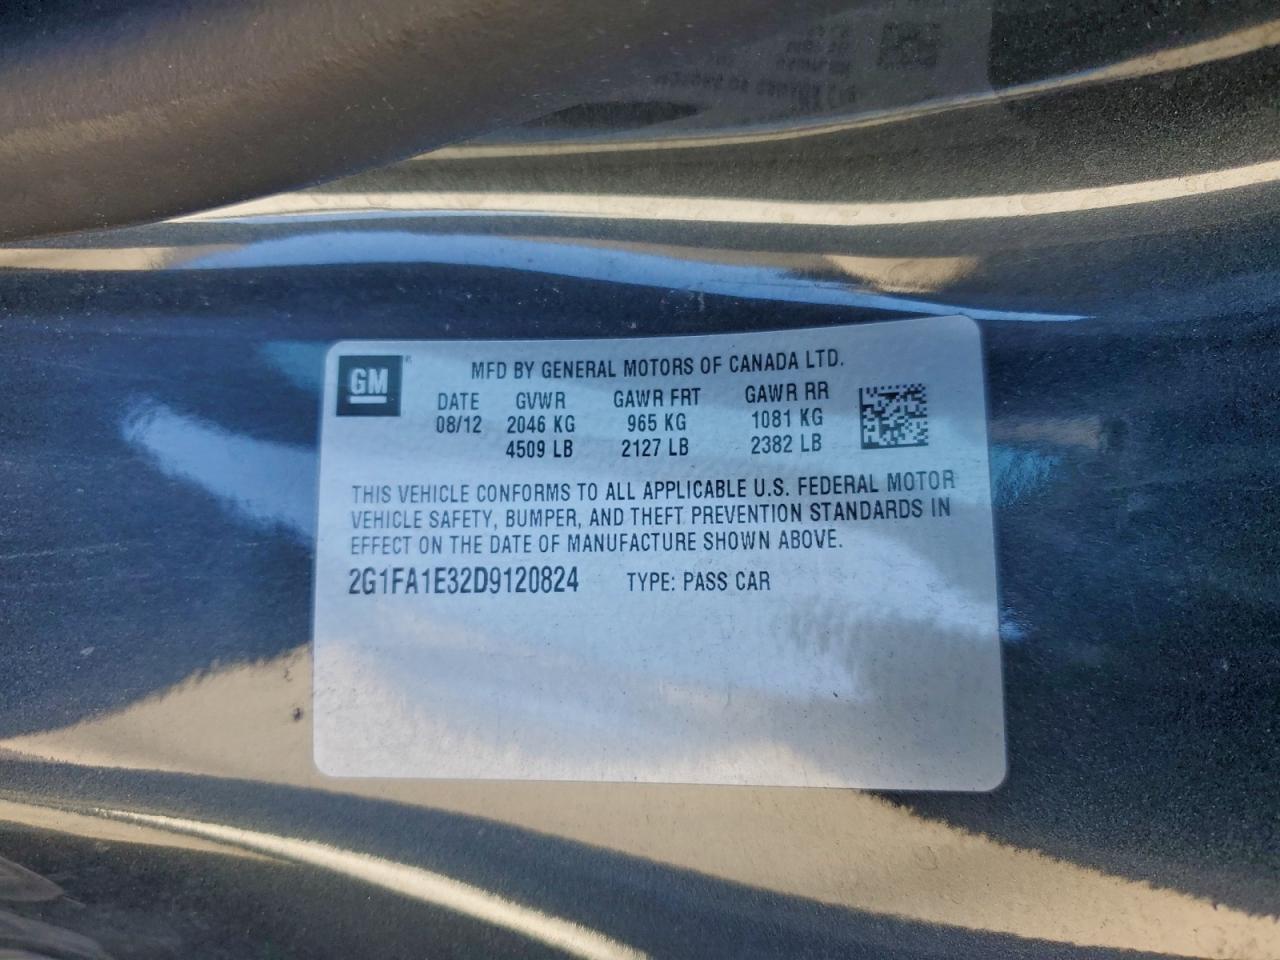 GM
MFD BY GENERAL MOTORS OF CANADA LTD.
DATE GVWR GAWR FRT GAWR RR
08/12 2046 KG 965 KG 1081 KG
4509 LB 2127 LB 2382 LB
THIS VEHICLE CONFORMS TO ALL APPLICABLE U.S. FEDERAL MOTOR
VEHICLE SAFETY, BUMPER, AND THEFT PREVENTION STANDARDS IN
EFFECT ON THE DATE OF MANUFACTURE SHOWN ABOVE.
2G1FA1E32D9120824 TYPE: PASS CAR